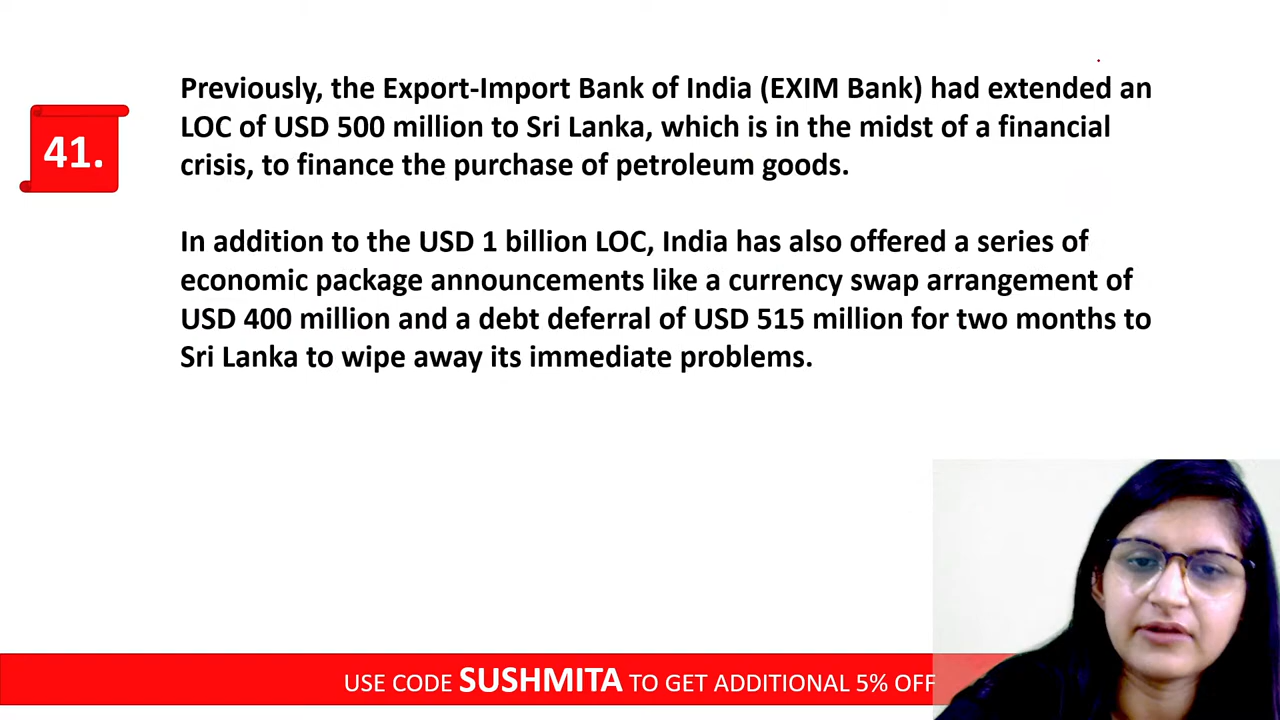 41.
Previously, the Export-Import Bank of India (EXIM Bank) had extended an
LOC of USD 500 million to Sri Lanka, which is in the midst of a financial
crisis, to finance the purchase of petroleum goods.
In addition to the USD 1 billion LOC, India has also offered a series of
economic package announcements like a currency swap arrangement of
USD 400 million and a debt deferral of USD 515 million for two months to
Sri Lanka to wipe away its immediate problems.
USE CODE SUSHMITA TO GET ADDITIONAL 5% OFF